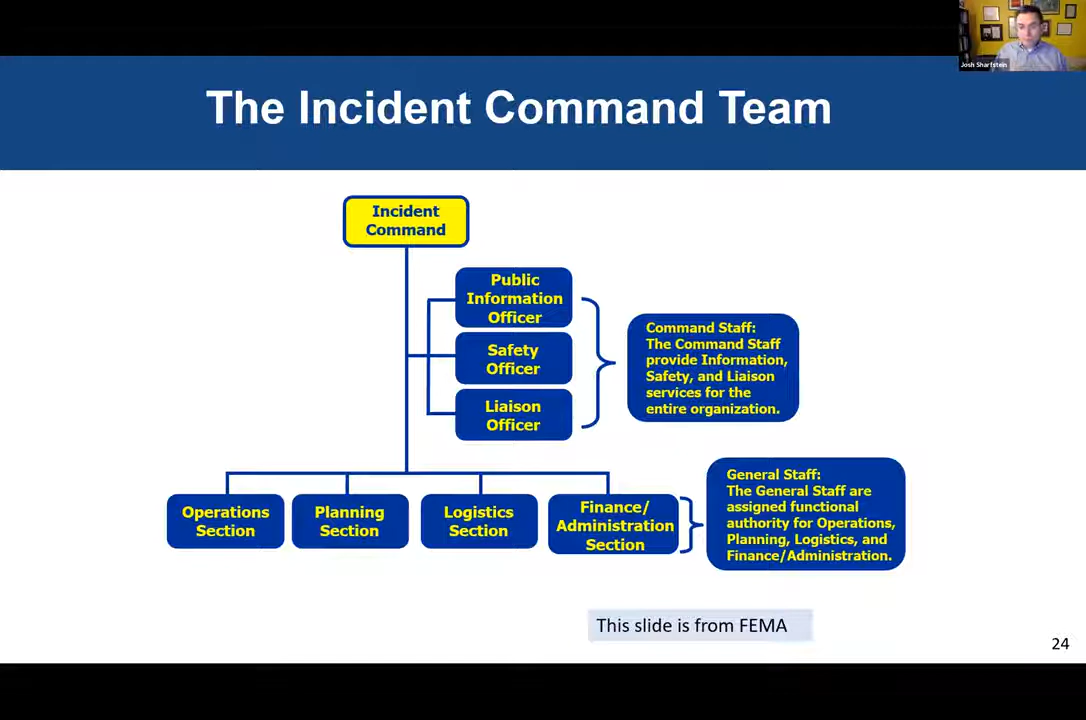 Josh Sharfstein
The Incident Command Team
Incident
Command
Public
Information
Officer
Safety
Officer
Liaison
Officer
Command Staff:
The Command Staff
provide Information,
Safety, and Liaison
services for the
entire organization.
Operations
Section
Planning
Section
Logistics
Section
Finance/
Administration
Section
General Staff:
The General Staff are
assigned functional
authority for Operations,
Planning, Logistics, and
Finance/Administration.
This slide is from FEMA
24